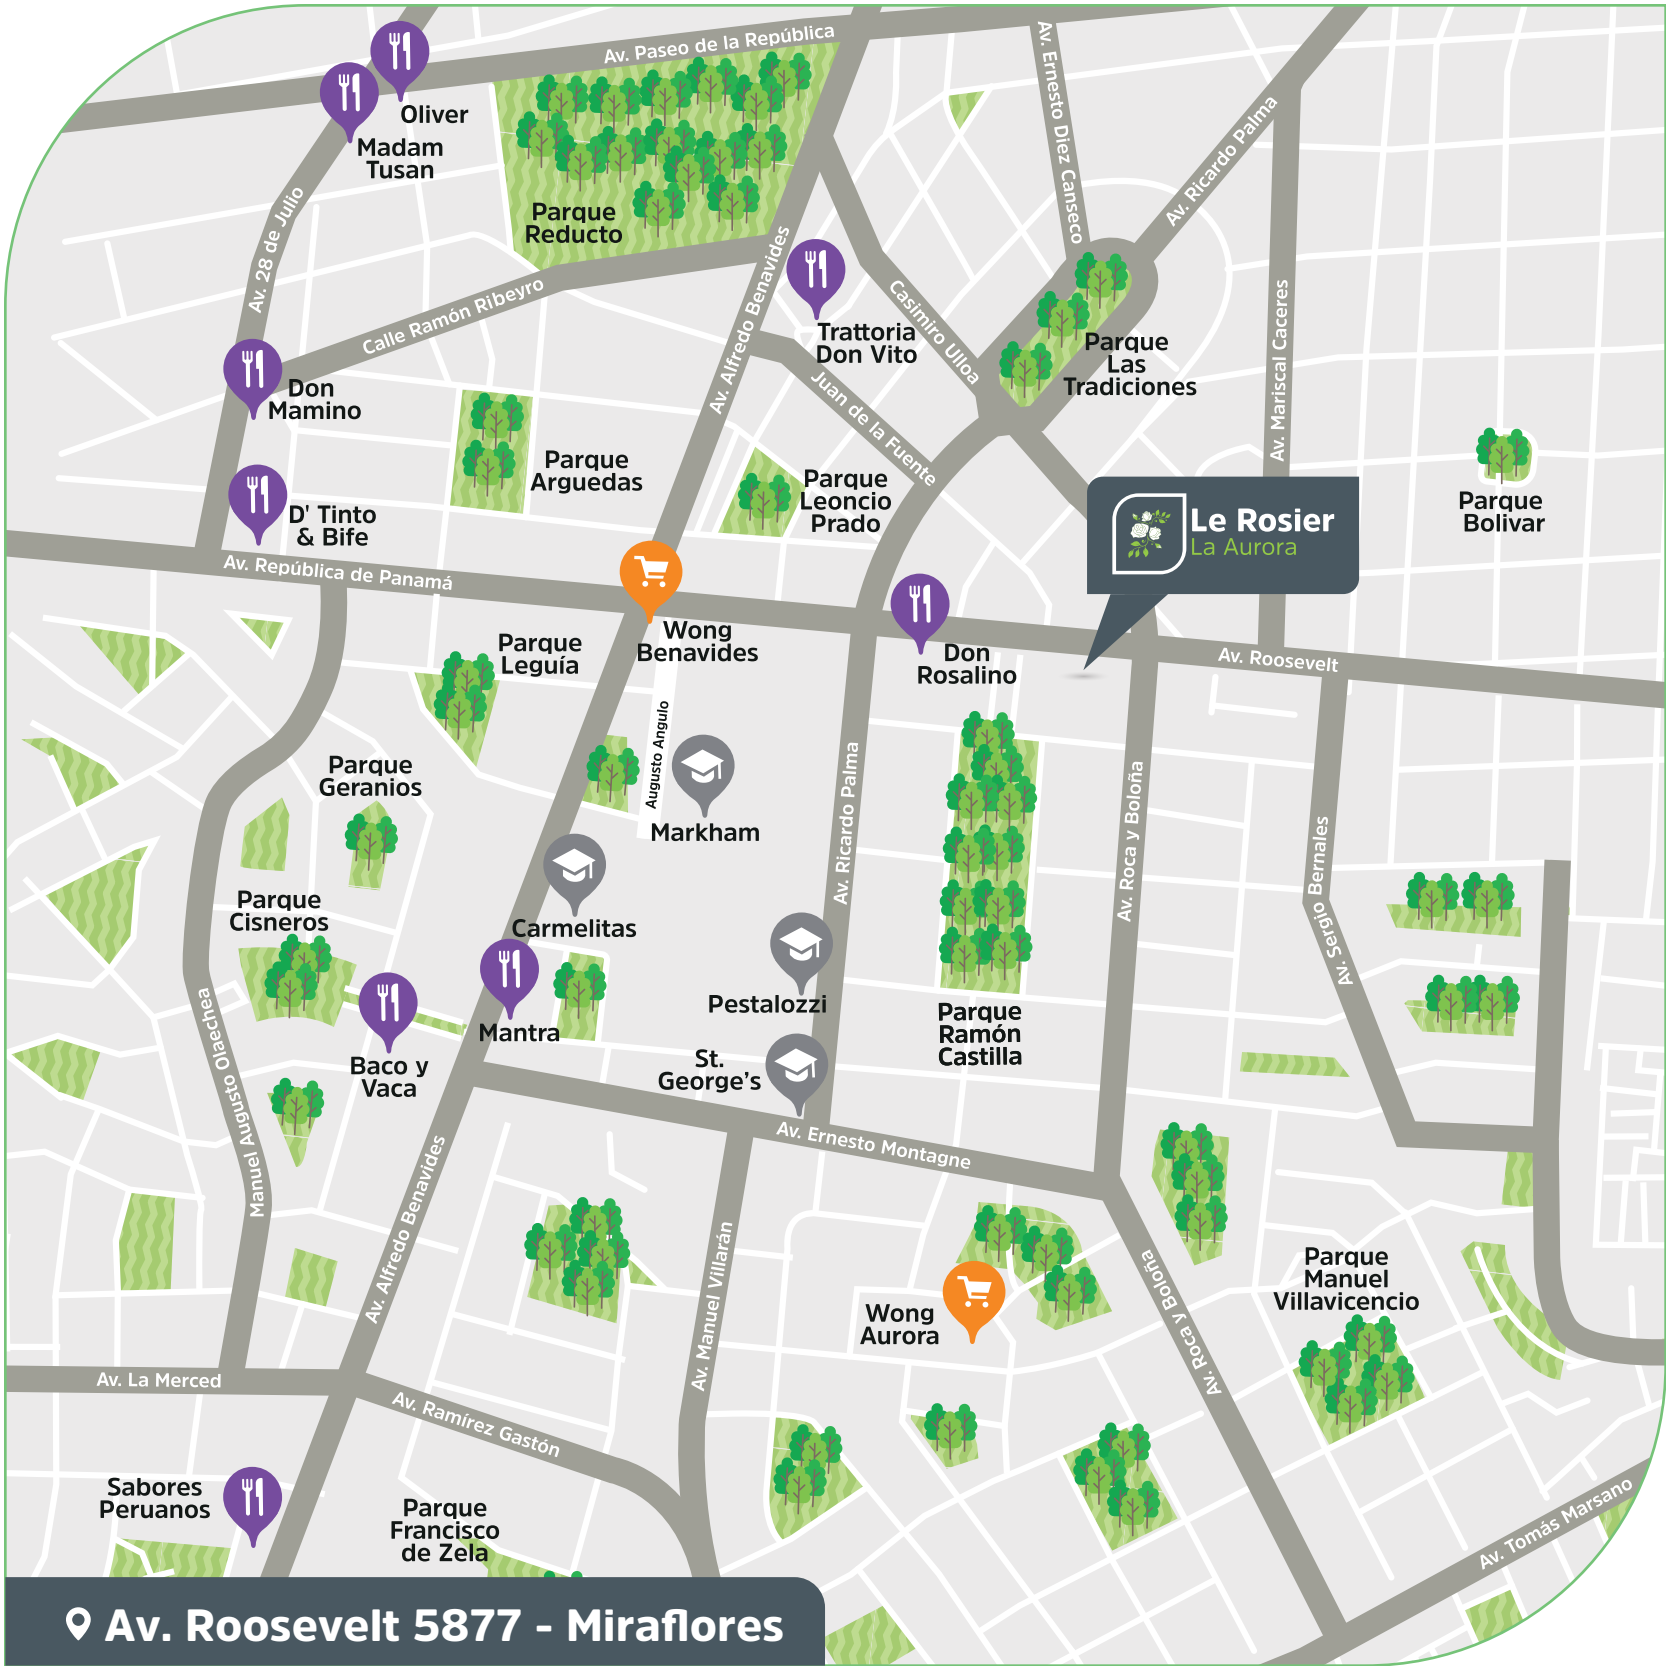 Av. Paseo de la República
Oliver
Madam
Tusan
Av. 28 de Julio
Parque
Reducto
Av. Ernesto Diez Canseco
Av. Ricardo Palma
Calle Ramón Ribeyro
Av. Alfredo Benavides
Trattoria
Don Vito
Casimiro Ulloa
Parque
Las
Tradiciones
Av. Mariscal Caceres
Don
Mamino
Juan de la Fuente
Parque
Arguedas
Parque
Leoncio
Prado
Parque
Bolivar
D' Tinto
& Bife
Le Rosier
La Aurora
Av. República de Panamá
Wong
Benavides
Parque
Leguía
Don
Rosalino
Av. Roosevelt
Augusto Angulo
Parque
Geranios
Markham
Av. Ricardo Palma
Av. Roca y Boloña
Av. Sergio Bernales
Parque
Cisneros
Carmelitas
Mantra
Pestalozzi
Parque
Ramón
Castilla
Manuel Augusto Olaechea
Baco y
Vaca
St.
George's
Av. Ernesto Montagne
Av. Alfredo Benavides
Av. Manuel Villarán
Av. Roca y Boloña
Wong
Aurora
Parque
Manuel
Villavicencio
Av. La Merced
Av. Ramírez Gastón
Sabores
Peruanos
Parque
Francisco
de Zela
Av. Tomás Marsano
Av. Roosevelt 5877 - Miraflores